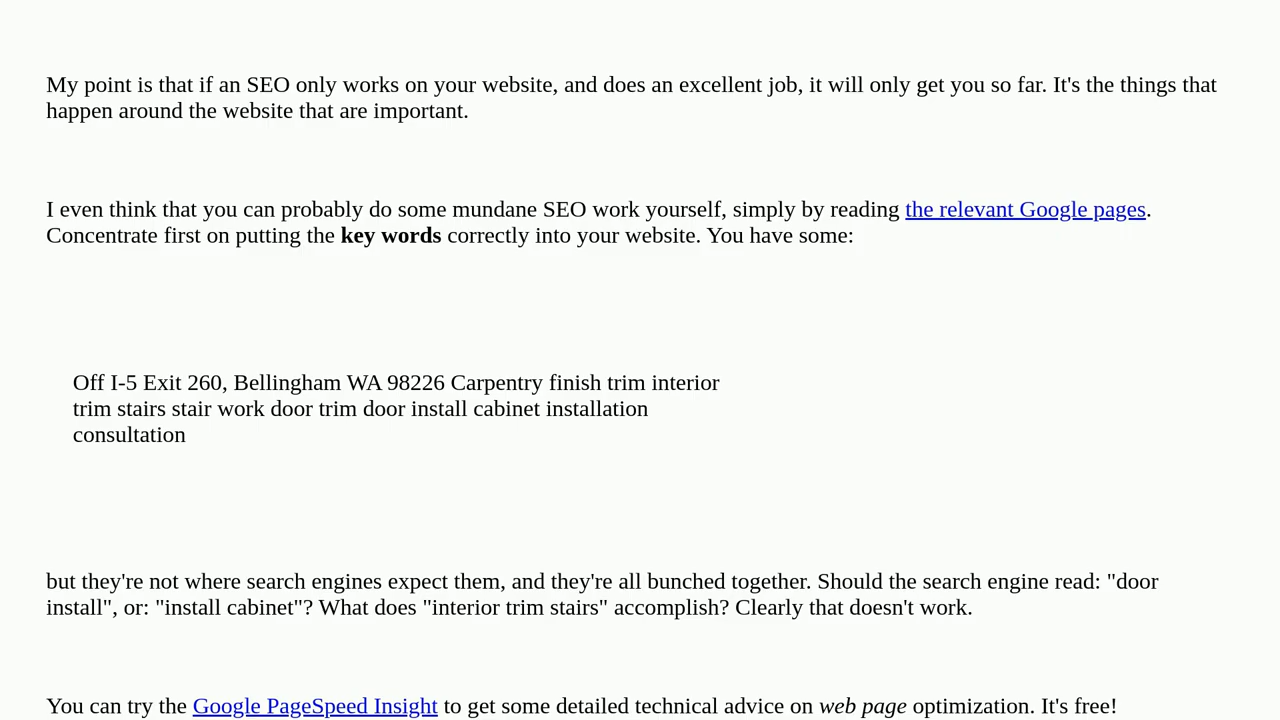 My point is that if an SEO only works on your website, and does an excellent job, it will only get you so far. It's the things that
happen around the website that are important.
I even think that you can probably do some mundane SEO work yourself, simply by reading the relevant Google pages.
Concentrate first on putting the key words correctly into your website. You have some:
Off I-5 Exit 260, Bellingham WA 98226 Carpentry finish trim interior
trim stairs stair work door trim door install cabinet installation
consultation
but they're not where search engines expect them, and they're all bunched together. Should the search engine read: "door
install", or: "install cabinet"? What does "interior trim stairs" accomplish? Clearly that doesn't work.
You can try the Google PageSpeed Insight to get some detailed technical advice on web page optimization. It's free!